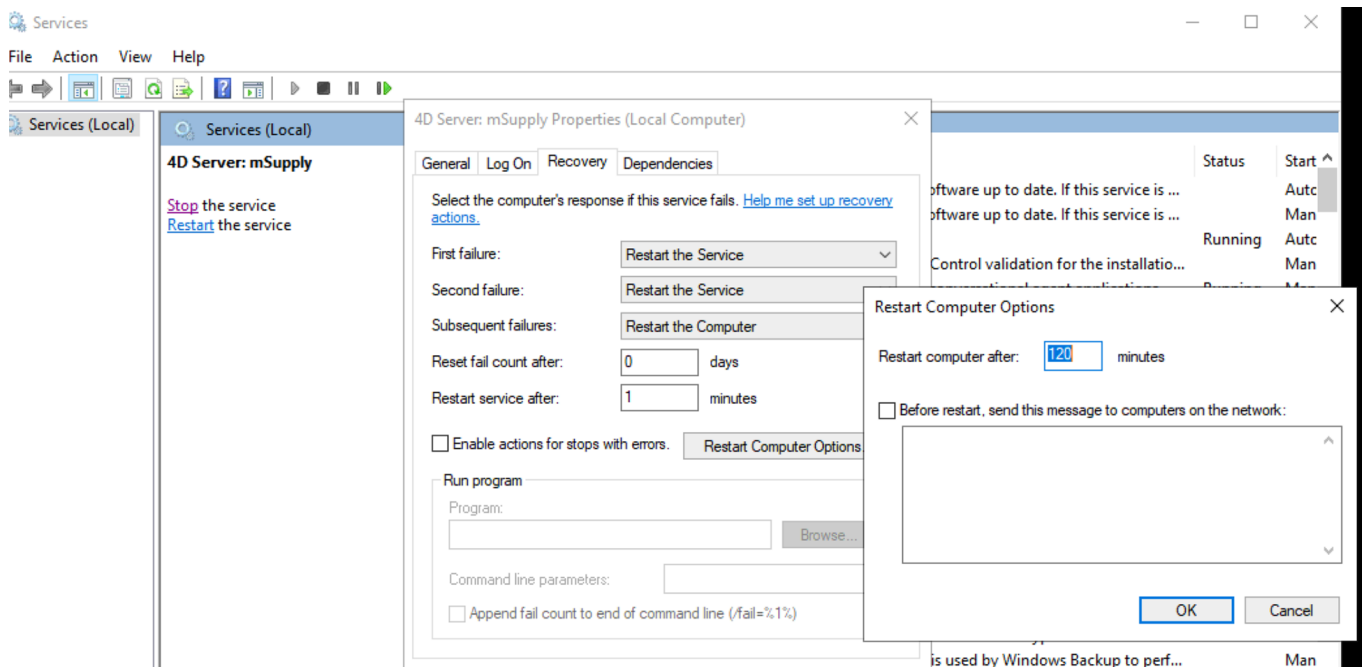 Services
File Action View Help
Services (Local)
Services (Local)
4D Server: mSupply
Stop the service
Restart the service
4D Server: mSupply Properties (Local Computer)
General Log On Recovery Dependencies
Select the computer's response if this service fails. Help me set up recovery
actions.
First failure: Restart the Service
Second failure: Restart the Service
Subsequent failures: Restart the Computer
Reset fail count after: 0 days
Restart service after: 1 minutes
Enable actions for stops with errors. Restart Computer Options
Run program
Program:
Browse...
Command line parameters:
Append fail count to end of command line (/fail=%1%)
Status Start
software up to date. If this service is ... Auto
software up to date. If this service is ... Man
Running Auto
Control validation for the installatio... Man
Restart Computer Options
Restart computer after: 120 minutes
Before restart, send this message to computers on the network:
OK Cancel
is used by Windows Backup to perf... Man